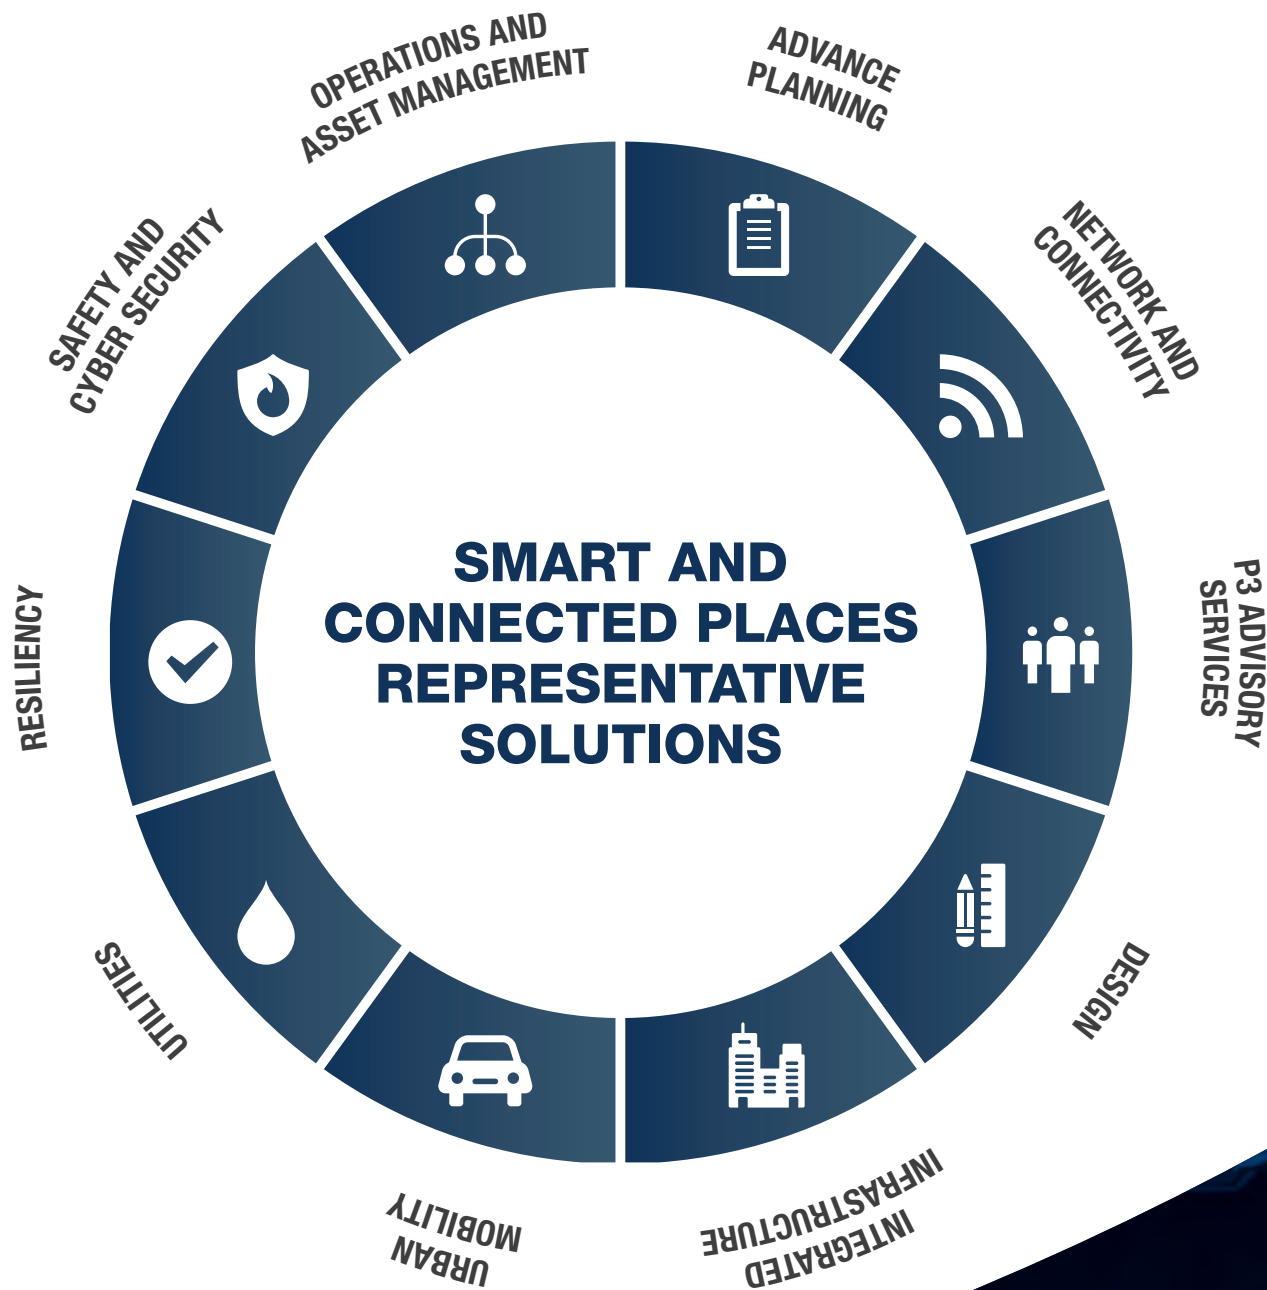 OPERATIONS AND
ASSET MANAGEMENT
ADVANCE
PLANNING
NETWORK AND
CONNECTIVITY
P3 ADVISORY
SERVICES
DESIGN
INTEGRATED
INFRASTRUCTURE
URBAN
MOBILITY
UTILITIES
RESILIENCY
SAFETY AND
CYBER SECURITY
SMART AND
CONNECTED PLACES
REPRESENTATIVE
SOLUTIONS